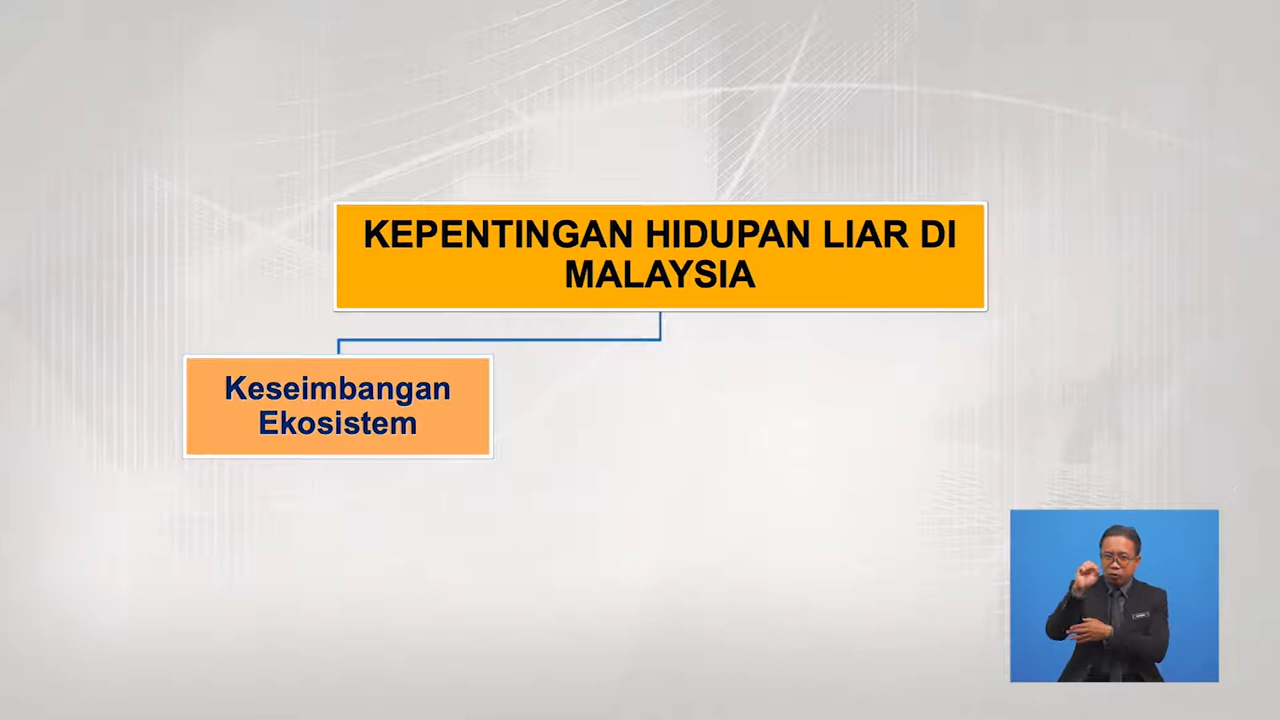 KEPENTINGAN HIDUPAN LIAR DI
MALAYSIA
Keseimbangan
Ekosistem